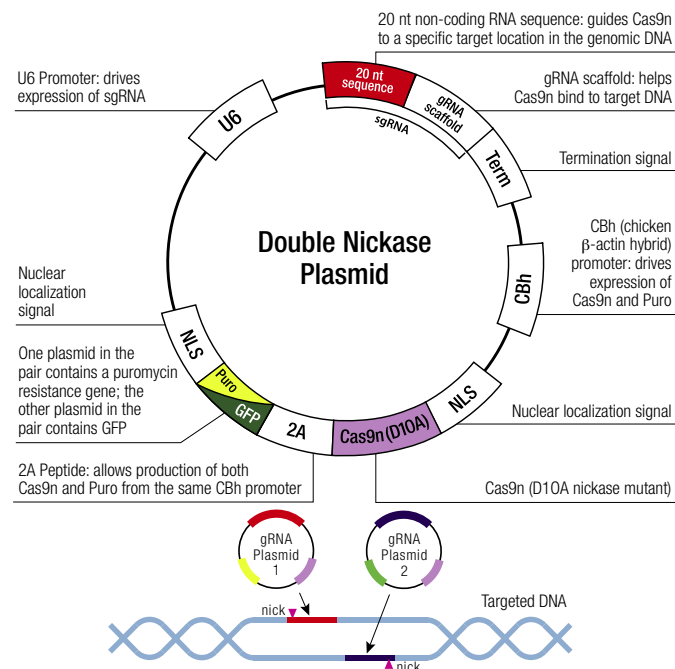 20 nt non-coding RNA sequence: guides Cas9n
to a specific target location in the genomic DNA
U6 Promoter: drives
expression of sgRNA
gRNA scaffold: helps
Cas9n bind to target DNA
20 nt
sequence
gRNA
scaffold
sgRNA
U6
Term
Termination signal
Double Nickase
Plasmid
CBh
CBh (chicken
β-actin hybrid)
promoter: drives
expression of
Cas9n and Puro
Nuclear
localization
signal
NLS
One plasmid in the
pair contains a puromycin
resistance gene; the
other plasmid in the
pair contains GFP
Puro
GFP
2A
Cas9n (D10A)
NLS
Nuclear localization signal
2A Peptide: allows production of both
Cas9n and Puro from the same CBh promoter
Cas9n (D10A nickase mutant)
gRNA
Plasmid
1
gRNA
Plasmid
2
Targeted DNA
nick
nick